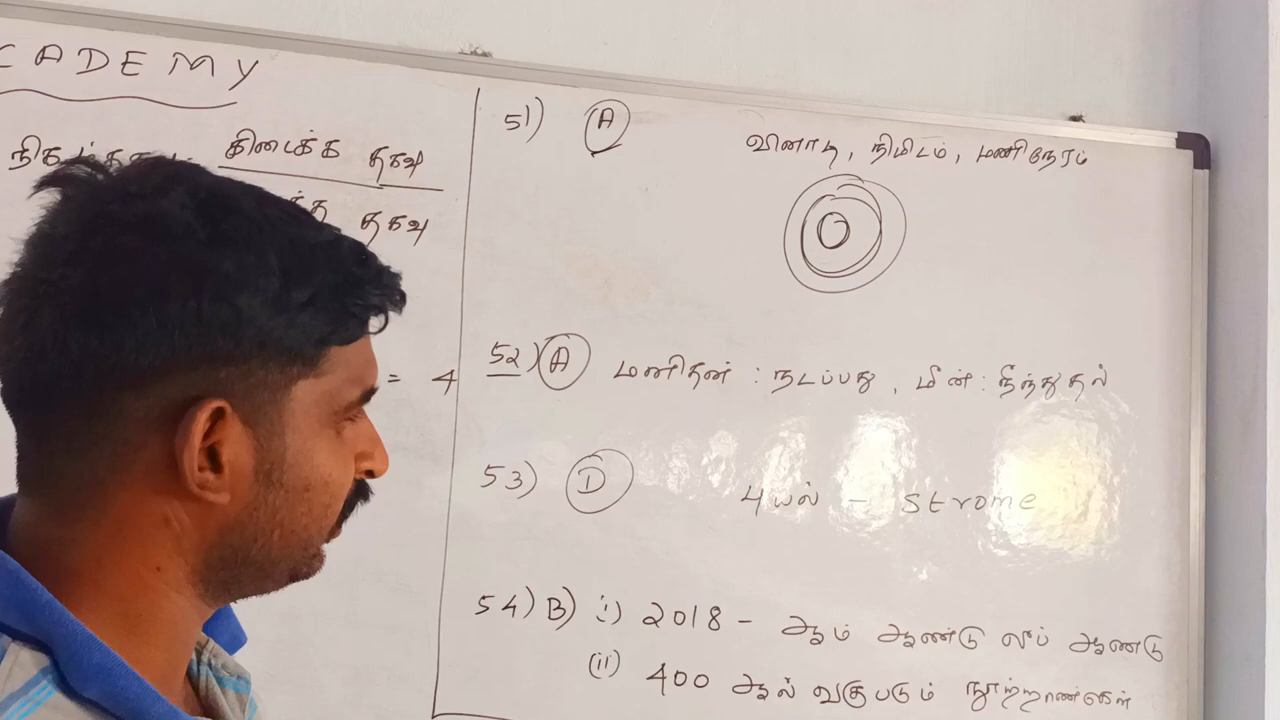 CADEMY
கிடைக்க தகவு
தகவு
= 4
51) A வினாடி, நிமிடம், மணிநேரம்
52) A மனிதன் : நடப்பது, மீன் : நீந்துதல்
53) D புயல் - Strome
54) B) i) 2018 - ஆம் ஆண்டு லீப் ஆண்டு
(ii) 400 ஆல் வகுபடும் நூற்றாண்கள்